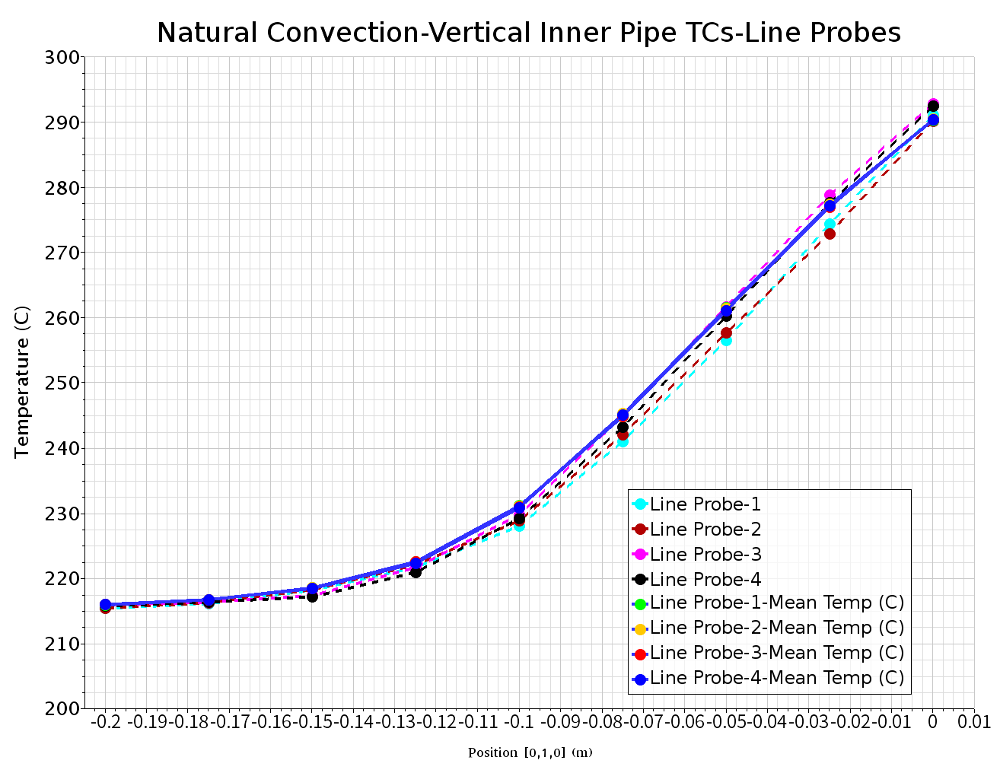 Natural Convection-Vertical Inner Pipe TCs-Line Probes
300
290
280
270
260
250
240
230
220
210
200
Temperature (C)
Line Probe-1
Line Probe-2
Line Probe-3
Line Probe-4
Line Probe-1-Mean Temp (C)
Line Probe-2-Mean Temp (C)
Line Probe-3-Mean Temp (C)
Line Probe-4-Mean Temp (C)
-0.2 -0.19 -0.18 -0.17 -0.16 -0.15 -0.14 -0.13 -0.12 -0.11 -0.1 -0.09 -0.08 -0.07 -0.06 -0.05 -0.04 -0.03 -0.02 -0.01 0 0.01
Position [0,1,0] (m)